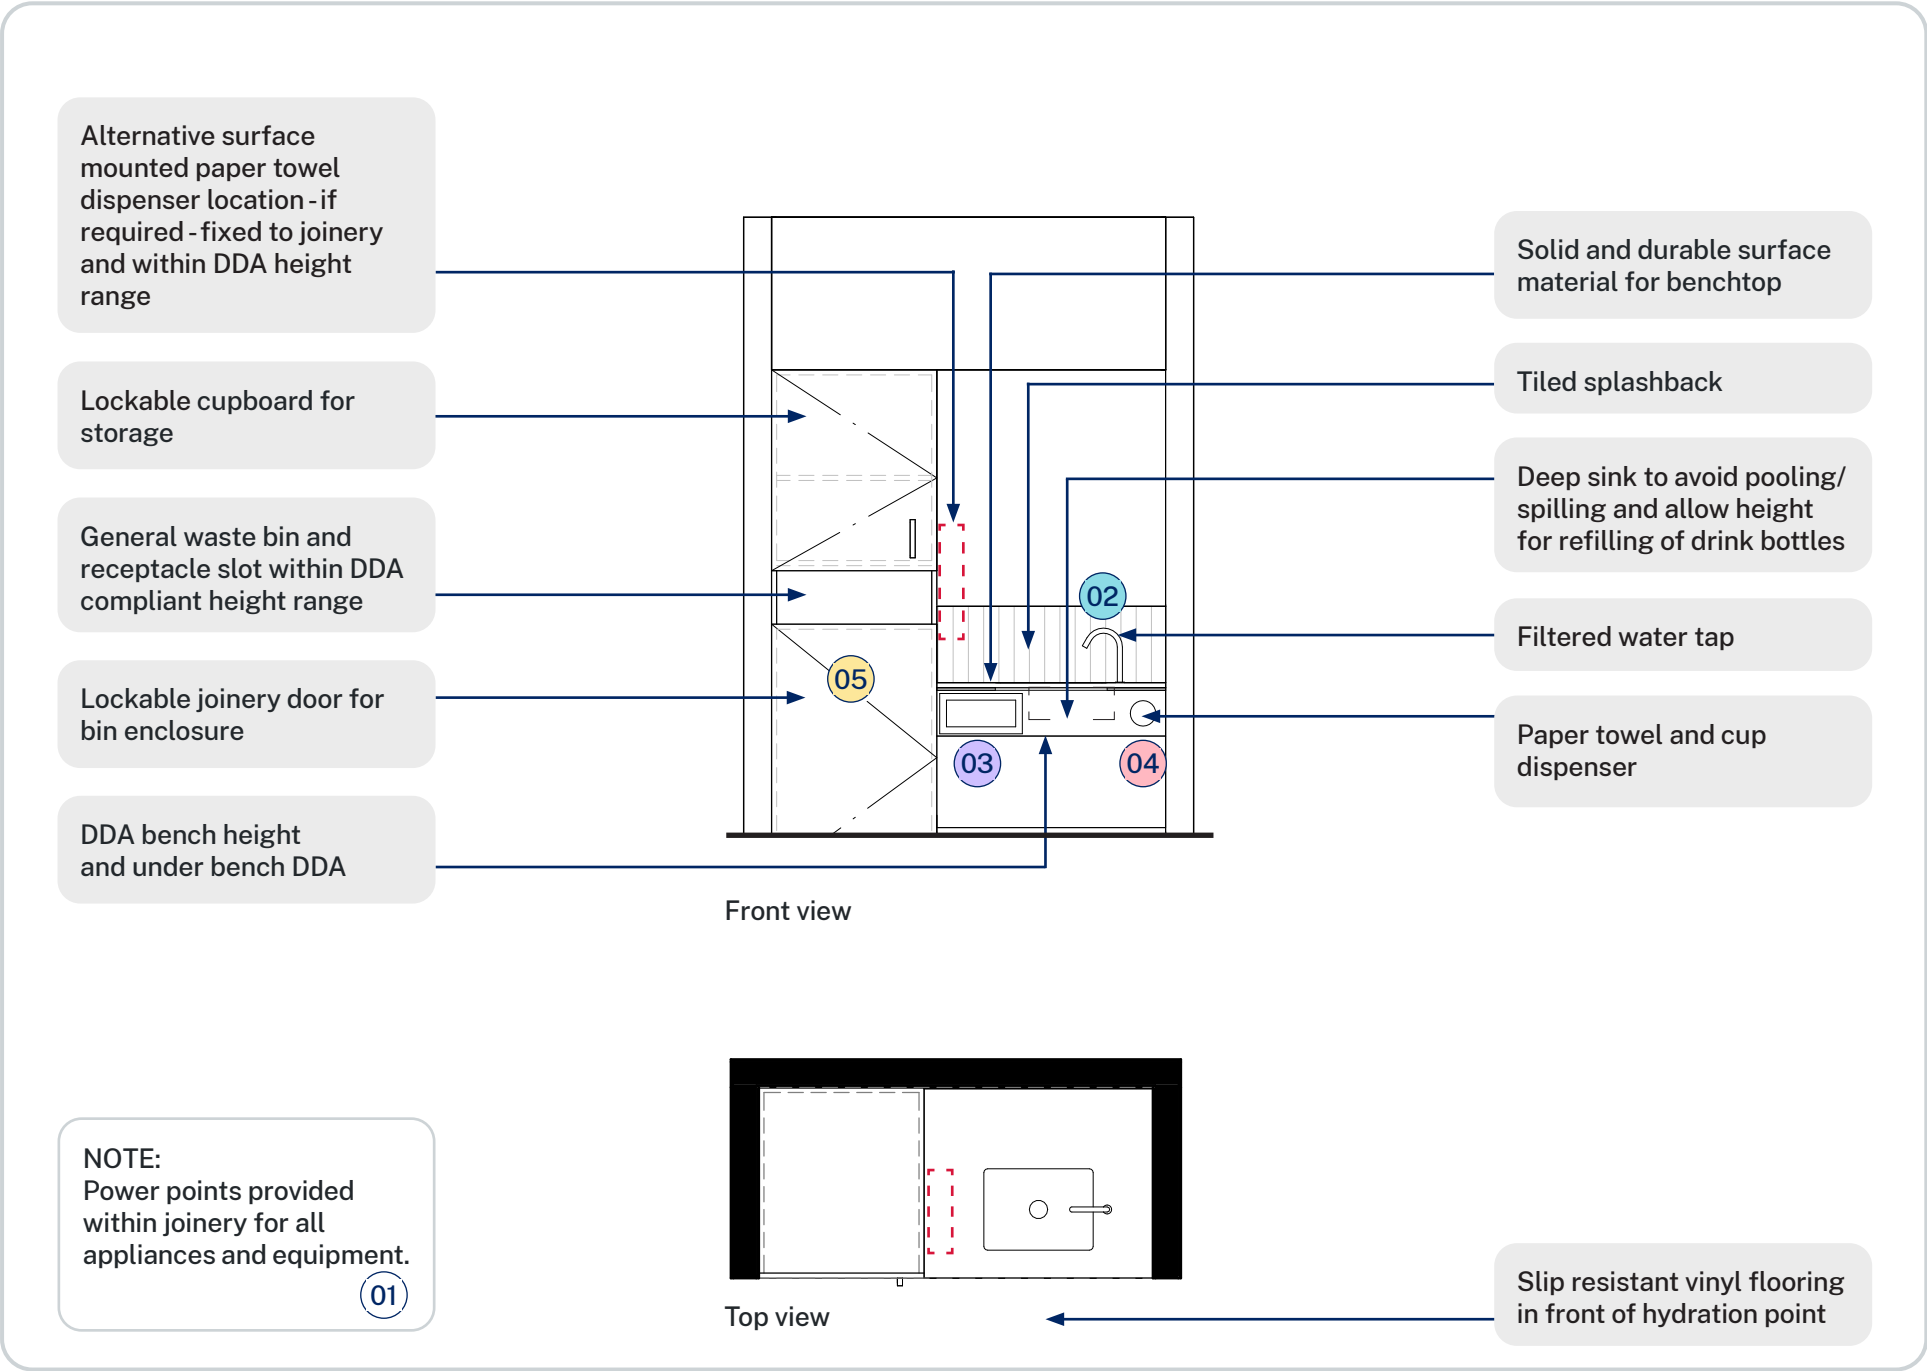 Alternative surface
mounted paper towel
dispenser location - if
required - fixed to joinery
and within DDA height
range
Lockable cupboard for
storage
General waste bin and
receptacle slot within DDA
compliant height range
Lockable joinery door for
bin enclosure
DDA bench height
and under bench DDA
Solid and durable surface
material for benchtop
Tiled splashback
Deep sink to avoid pooling/
spilling and allow height
for refilling of drink bottles
Filtered water tap
Paper towel and cup
dispenser
02
05
03
04
Front view
NOTE:
Power points provided
within joinery for all
appliances and equipment.
01
Top view
Slip resistant vinyl flooring
in front of hydration point